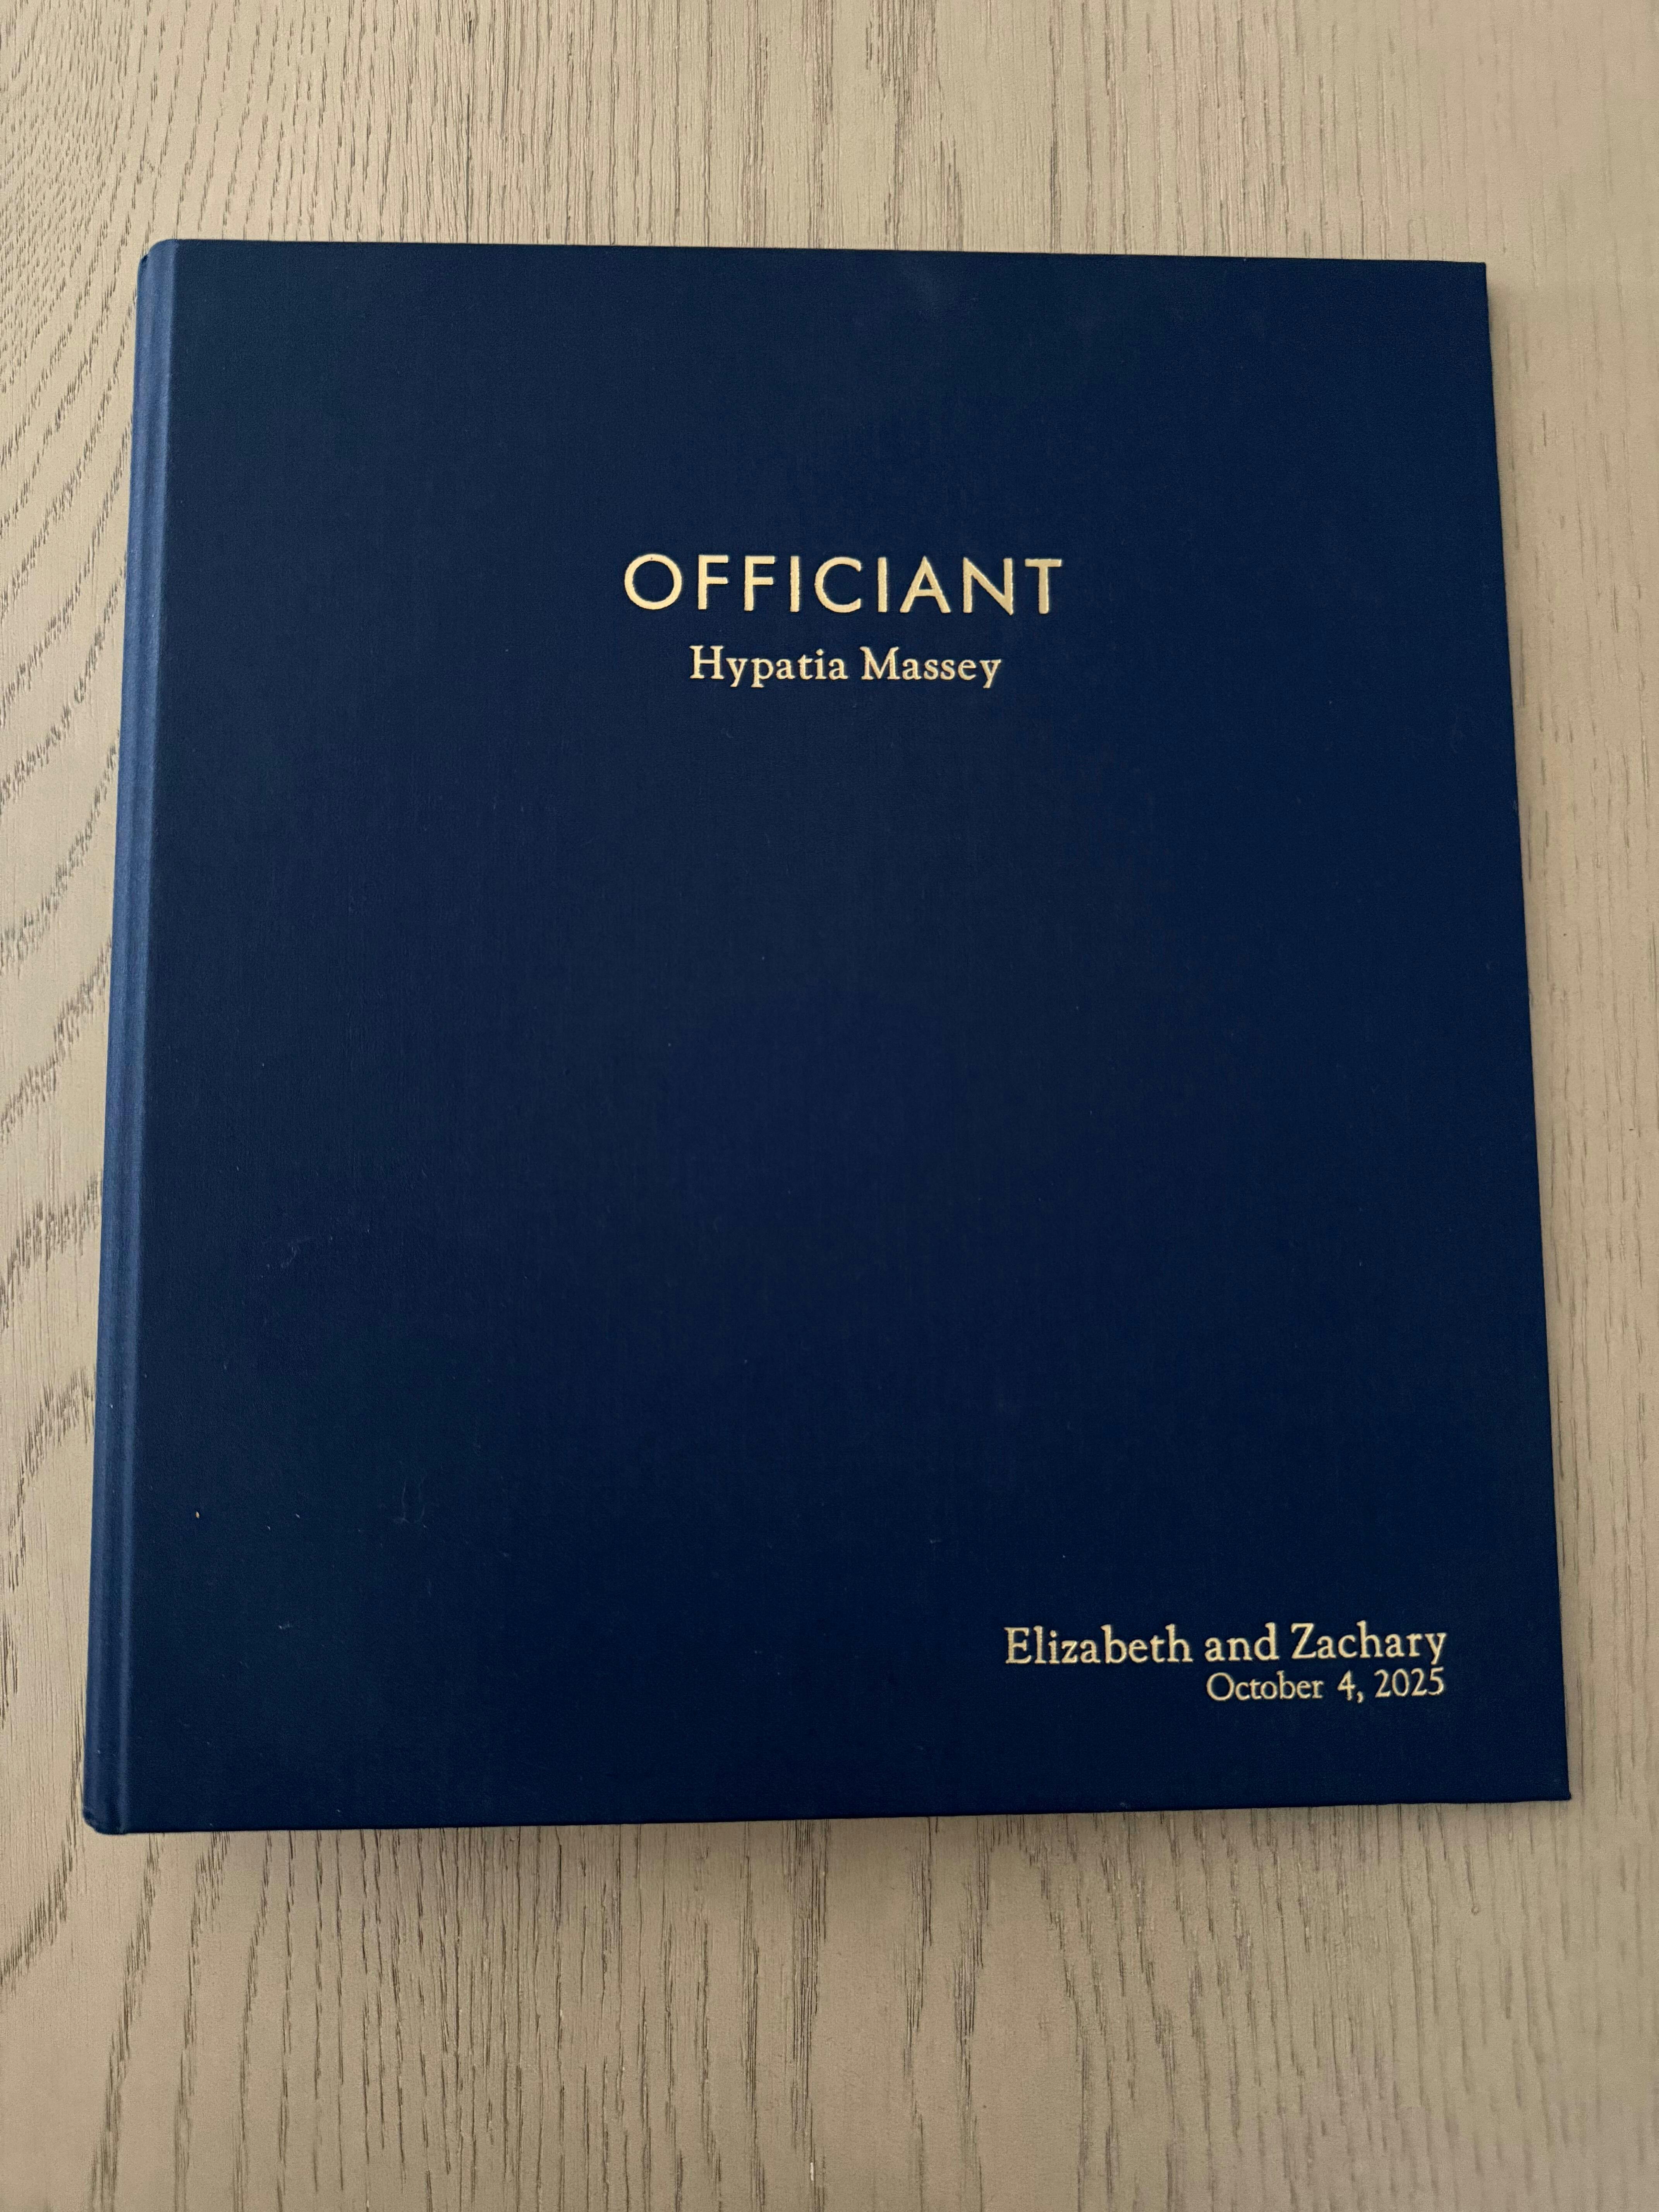 OFFICIANT
Hypatia Massey
Elizabeth and Zachary
October 4, 2025